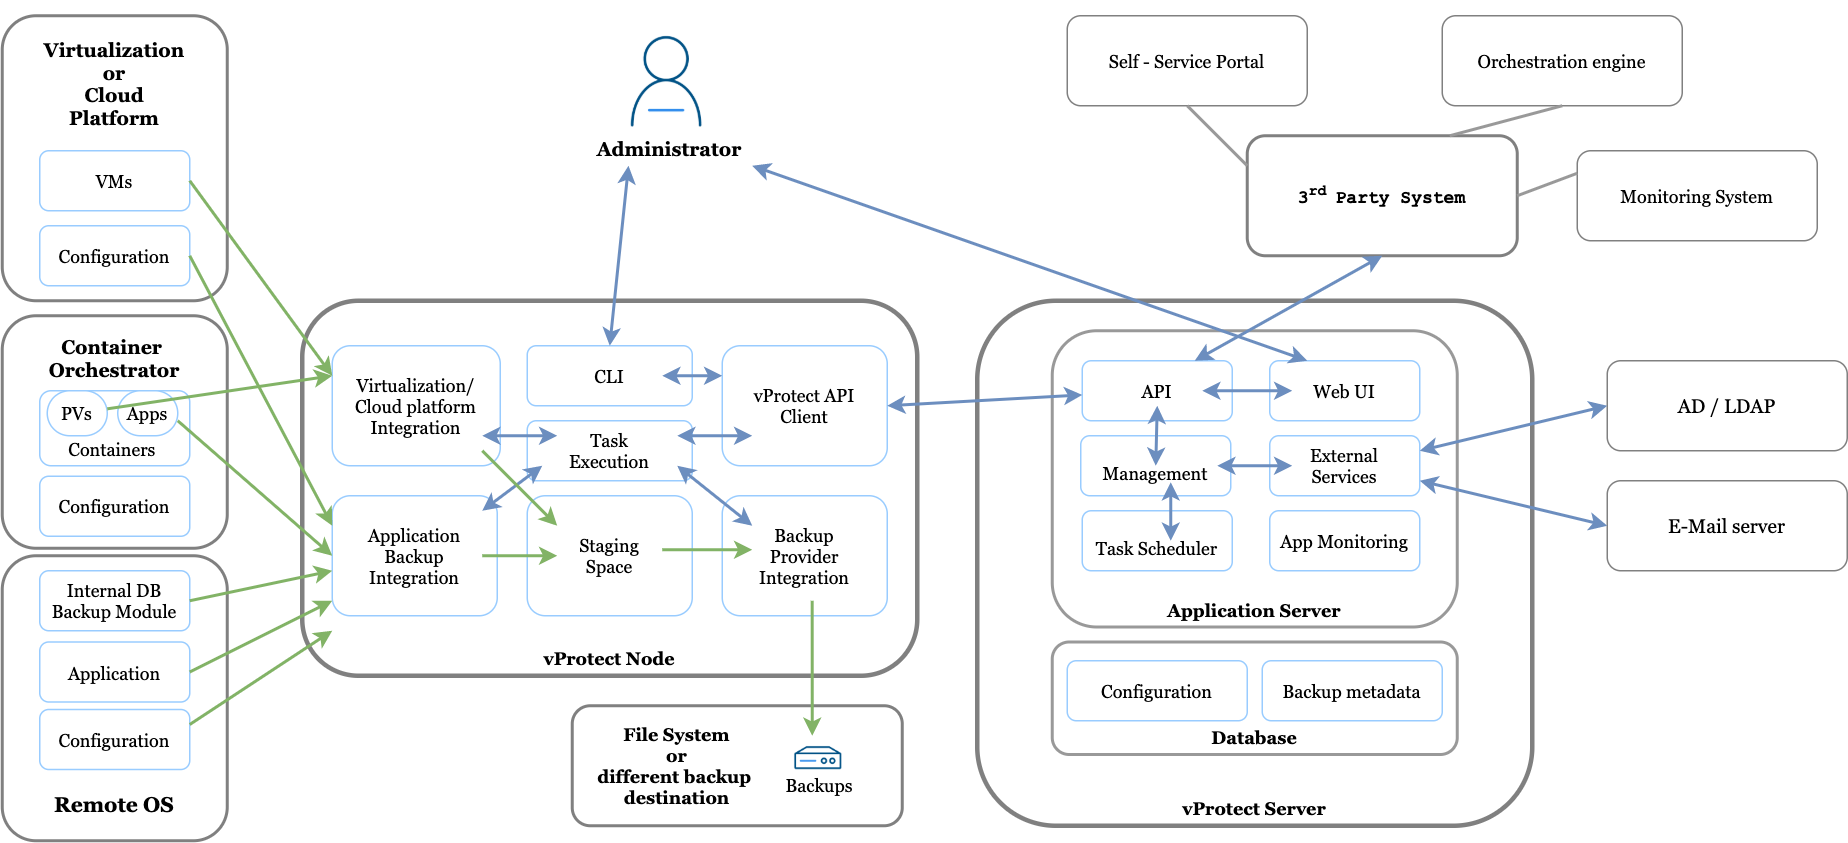 Virtualization
or
Cloud
Platform
VMs
Configuration
Container
Orchestrator
PVs
Apps
Containers
Configuration
Internal DB
Backup Module
Application
Configuration
Remote OS
Administrator
Virtualization/
Cloud platform
Integration
CLI
vProtect API
Client
Task
Execution
Application
Backup
Integration
Staging
Space
Backup
Provider
Integration
vProtect Node
File System
or
different backup
destination
Backups
Self - Service Portal
Orchestration engine
3rd Party System
Monitoring System
API
Web UI
Management
External
Services
Task Scheduler
App Monitoring
Application Server
Configuration
Backup metadata
Database
vProtect Server
AD / LDAP
E-Mail server